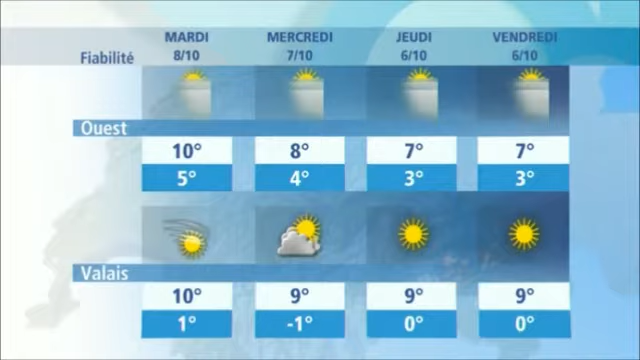 MARDI MERCREDI JEUDI VENDREDI
Fiabilité 8/10 7/10 6/10 6/10
Ouest
10° 8° 7° 7°
5° 4° 3° 3°
Valais
10° 9° 9° 9°
1° -1° 0° 0°